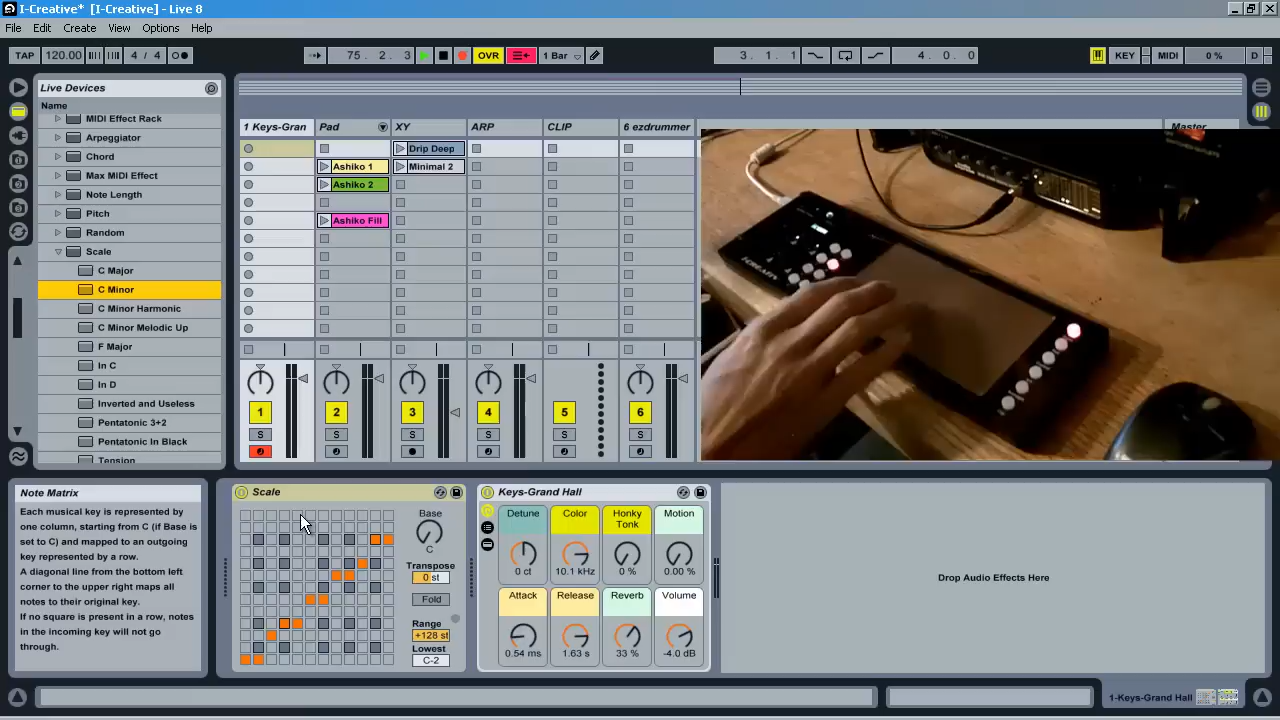 I-Creative* [I-Creative] - Live 8
File Edit Create View Options Help
TAP 120.00 4 / 4 75. 2. 3 OVR 1 Bar 3. 1. 1 4. 0. 0 KEY MIDI 0 % D
Live Devices
Name
MIDI Effect Rack
Arpeggiator
Chord
Max MIDI Effect
Note Length
Pitch
Random
Scale
C Major
C Minor
C Minor Harmonic
C Minor Melodic Up
F Major
In C
In D
Inverted and Useless
Pentatonic 3+2
Pentatonic In Black
Tension
1 Keys-Gran Pad XY ARP CLIP 6 ezdrummer Master
Drip Deep
Ashiko 1 Minimal 2
Ashiko 2
Ashiko Fill
1 2 3 4 5 6
S S S S S S
Note Matrix
Each musical key is represented by
one column, starting from C (if Base is
set to C) and mapped to an outgoing
key represented by a row.
A diagonal line from the bottom left
corner to the upper right maps all
notes to their original key.
If no square is present in a row, notes
in the incoming key will not go
through.
Scale
Base
C
Transpose
0 st
Fold
Range
+128 st
Lowest
C-2
Keys-Grand Hall
Detune Color Honky Tonk Motion
0 ct 10.1 kHz 0 % 0.00 %
Attack Release Reverb Volume
0.54 ms 1.63 s 33 % -4.0 dB
Drop Audio Effects Here
1-Keys-Grand Hall